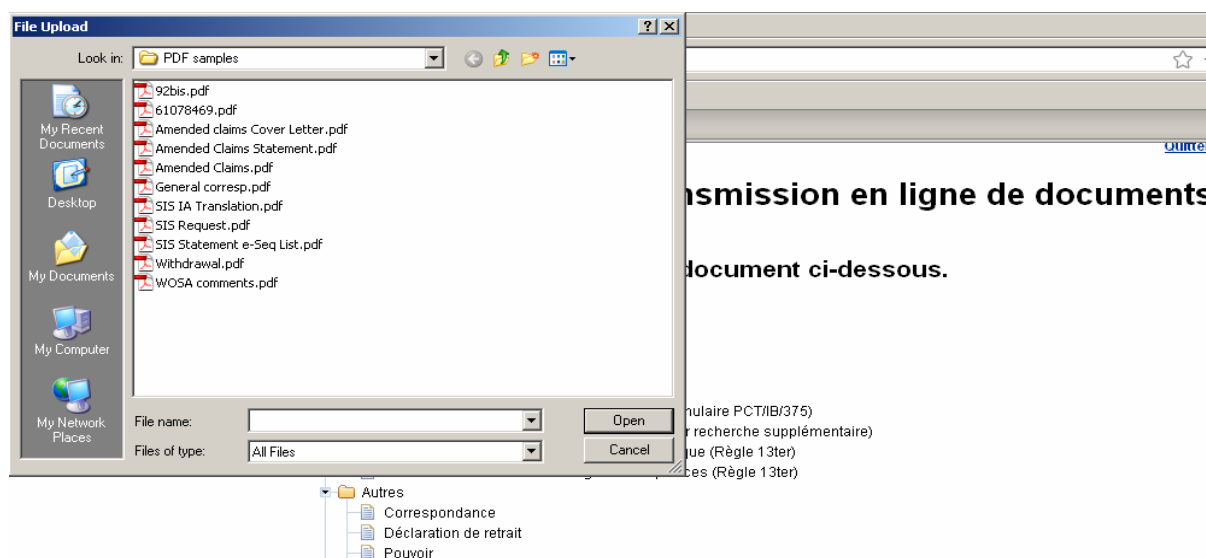 File Upload
Look in: PDF samples
My Recent Documents
Desktop
My Documents
My Computer
My Network Places
92bis.pdf
61078469.pdf
Amended claims Cover Letter.pdf
Amended Claims Statement.pdf
Amended Claims.pdf
General corresp.pdf
SIS IA Translation.pdf
SIS Request.pdf
SIS Statement e-Seq List.pdf
Withdrawal.pdf
WOSA comments.pdf
File name: Open
Files of type: All Files Cancel
nsmission en ligne de documents
document ci-dessous.
nulaire PCT/IB/375)
r recherche supplémentaire)
que (Règle 13ter)
ces (Règle 13ter)
Autres
Correspondance
Déclaration de retrait
Pouvoir